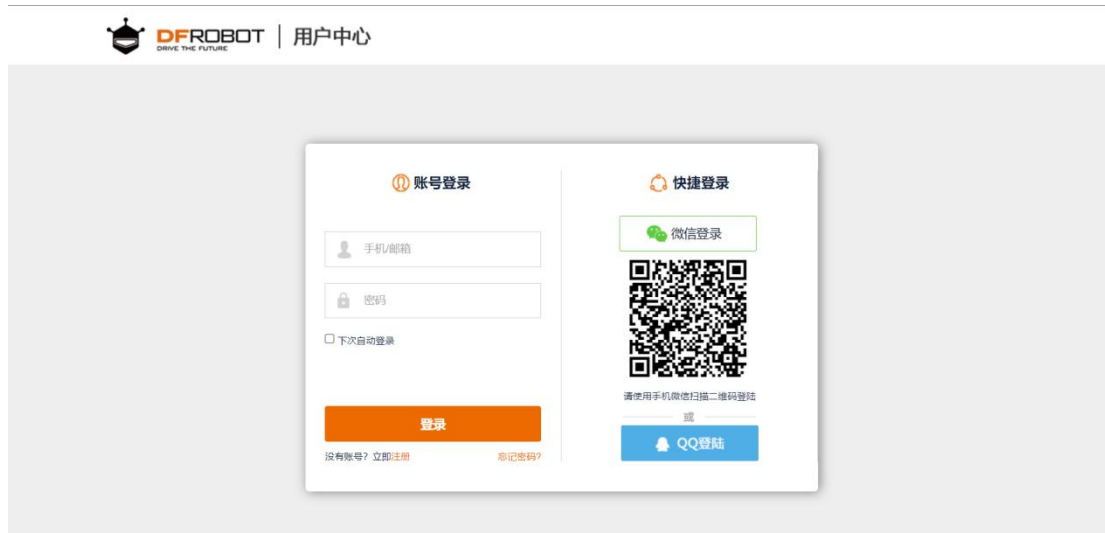 DFROBOT
DRIVE THE FUTURE
用户中心
账号登录
手机/邮箱
密码
下次自动登录
登录
没有账号？立即注册
忘记密码?
快捷登录
微信登录
请使用手机微信扫描二维码登陆
或
QQ登陆